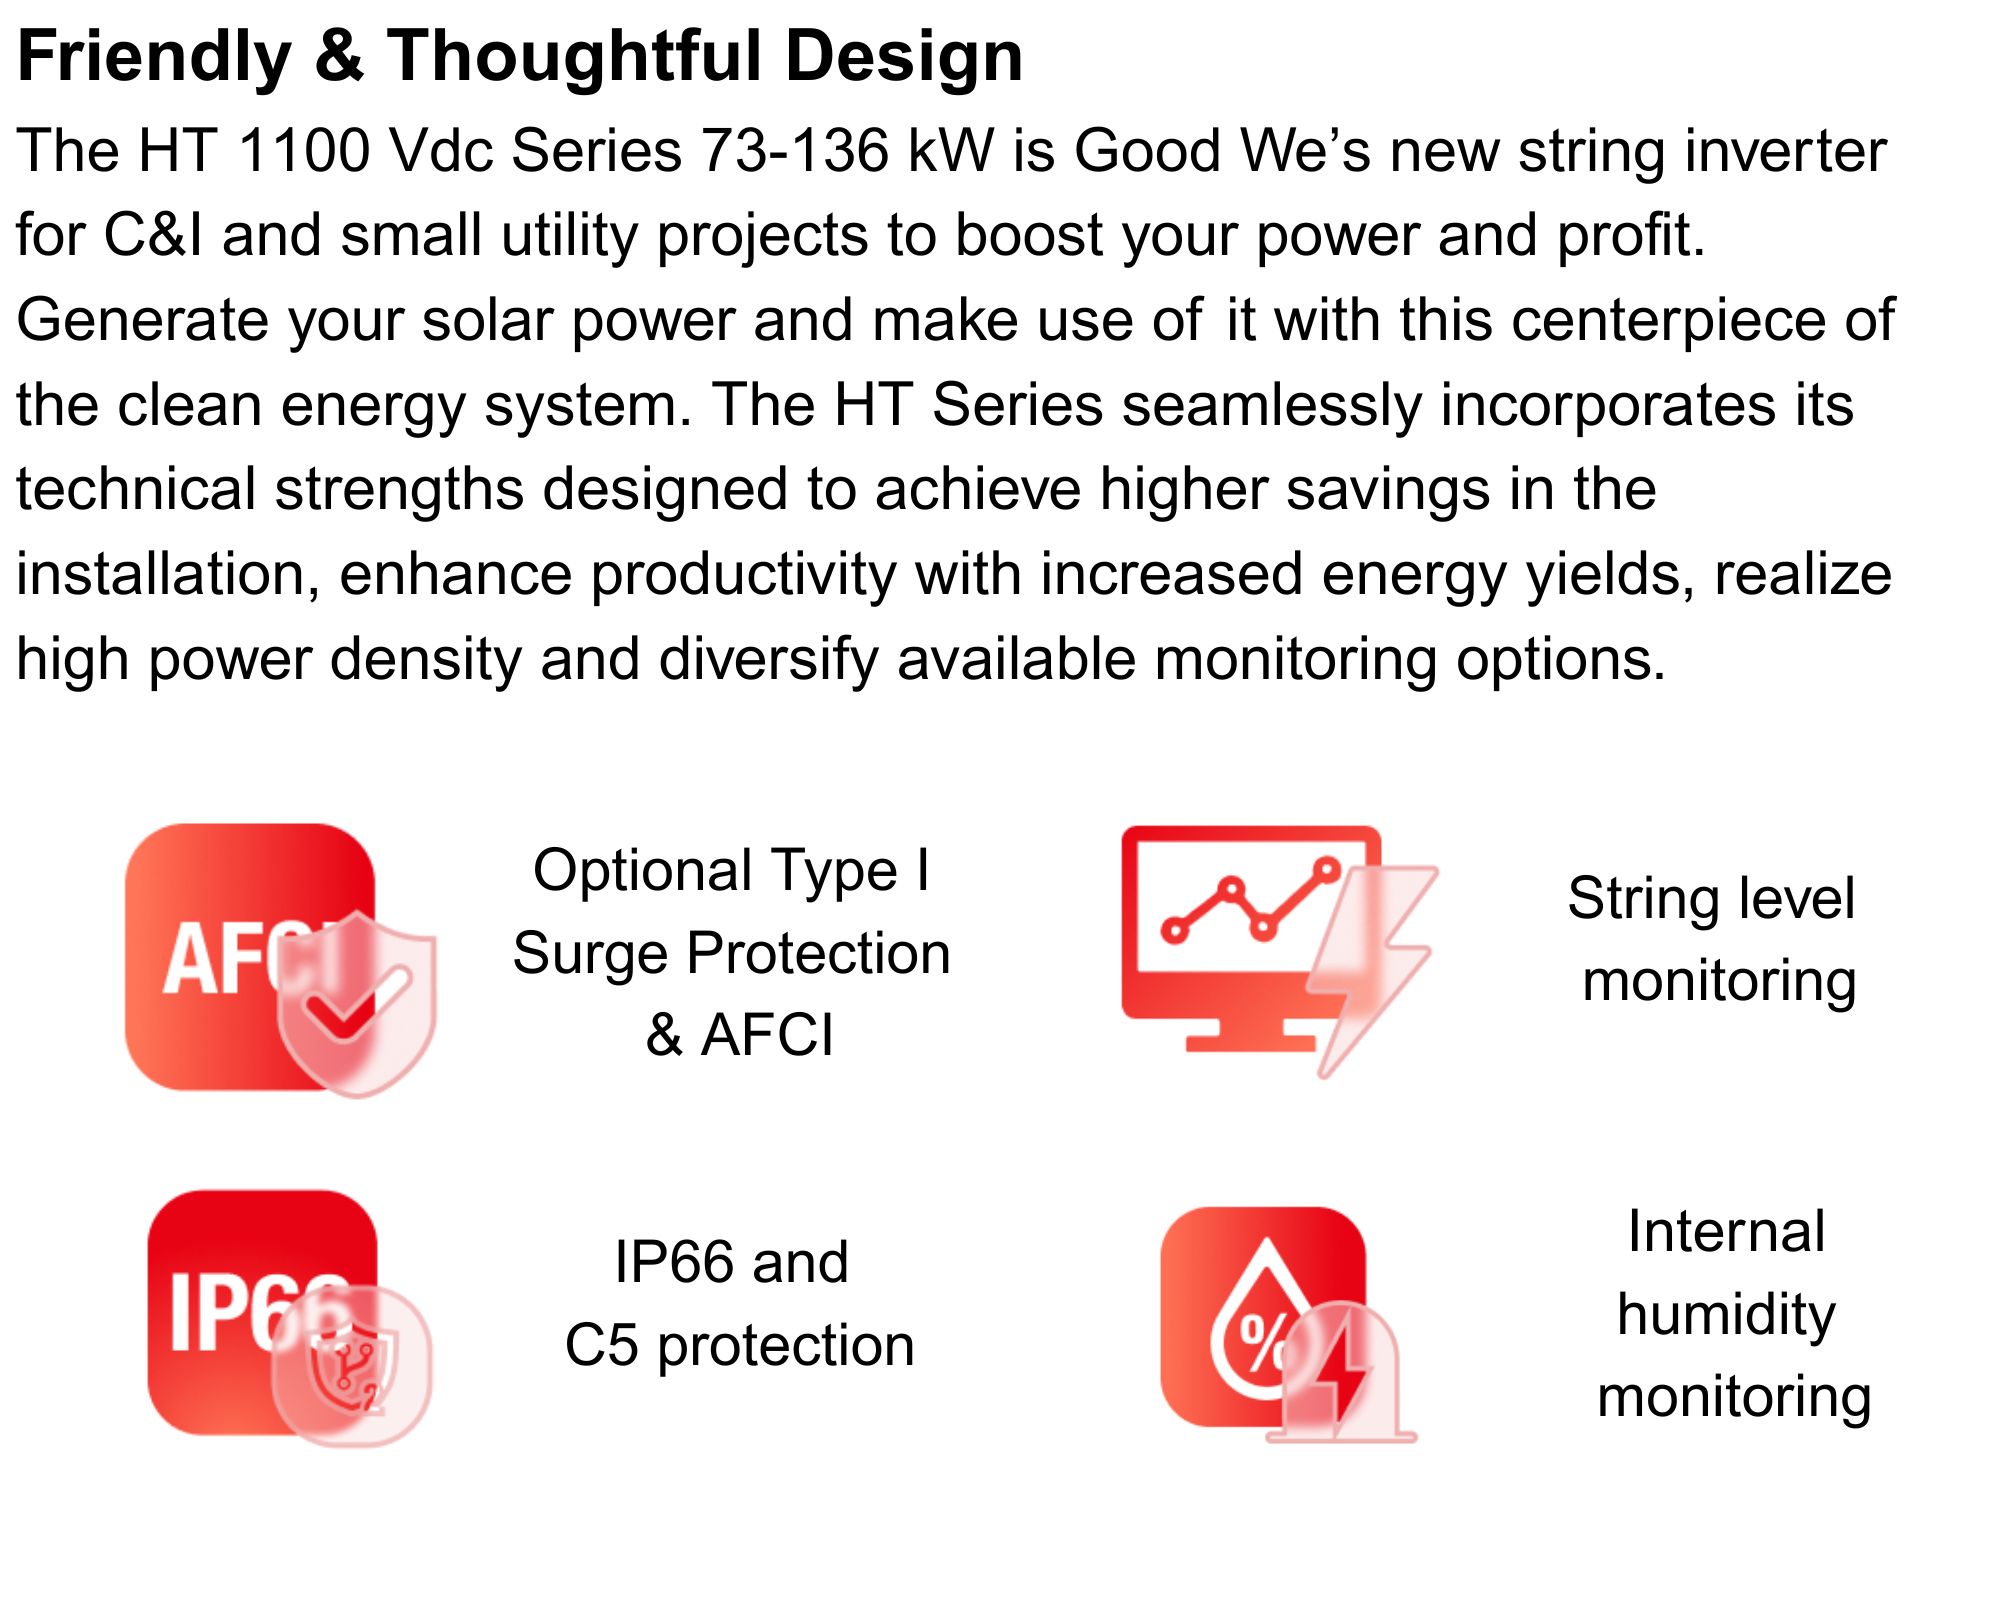 Friendly & Thoughtful Design
The HT 1100 Vdc Series 73-136 kW is Good We’s new string inverter
for C&I and small utility projects to boost your power and profit.
Generate your solar power and make use of it with this centerpiece of
the clean energy system. The HT Series seamlessly incorporates its
technical strengths designed to achieve higher savings in the
installation, enhance productivity with increased energy yields, realize
high power density and diversify available monitoring options.
AFCI
Optional Type I
Surge Protection
& AFCI
String level
monitoring
IP66
2
IP66 and
C5 protection
%
Internal
humidity
monitoring